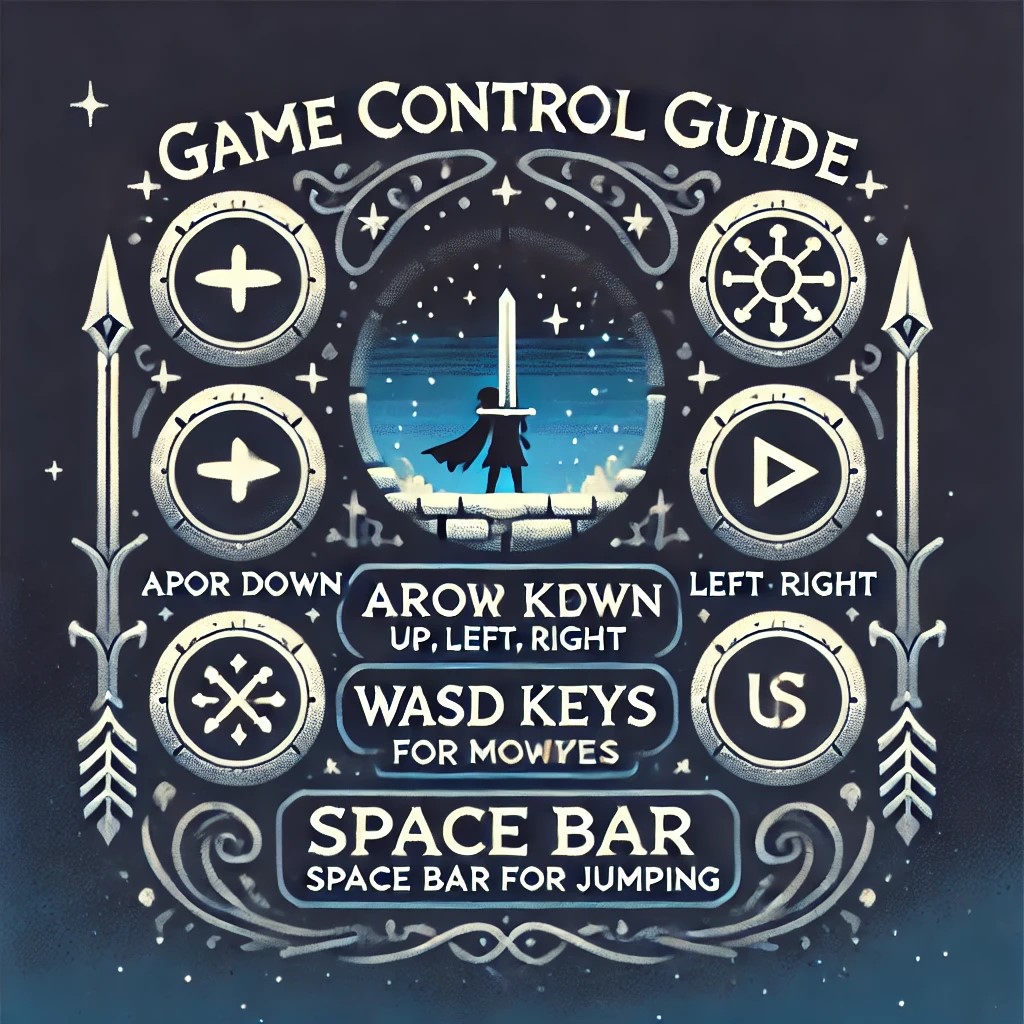 GAME CONTROL GUIDE
APOR DOWN
AROW KDWN
UP, LEFT, RIGHT
LEFT · RIGHT
WASD KEYS
FOR MOWYES
US
SPACE BAR
SPACE BAR FOR JUMPING